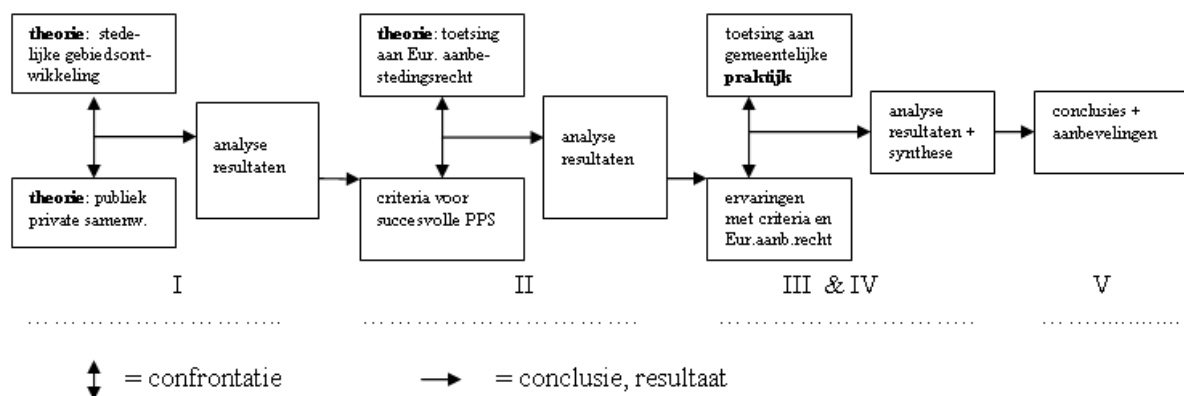 theorie: stede-
lijke gebiedsont-
wikkeling
theorie: publiek
private samenw.
analyse
resultaten
theorie: toetsing
aan Eur. aanbe-
stedingsrecht
criteria voor
succesvolle PPS
analyse
resultaten
toetsing aan
gemeentelijke
praktijk
ervaringen
met criteria en
Eur.aanb.recht
analyse
resultaten +
synthese
conclusies +
aanbevelingen
I
II
III & IV
V
= confrontatie
= conclusie, resultaat